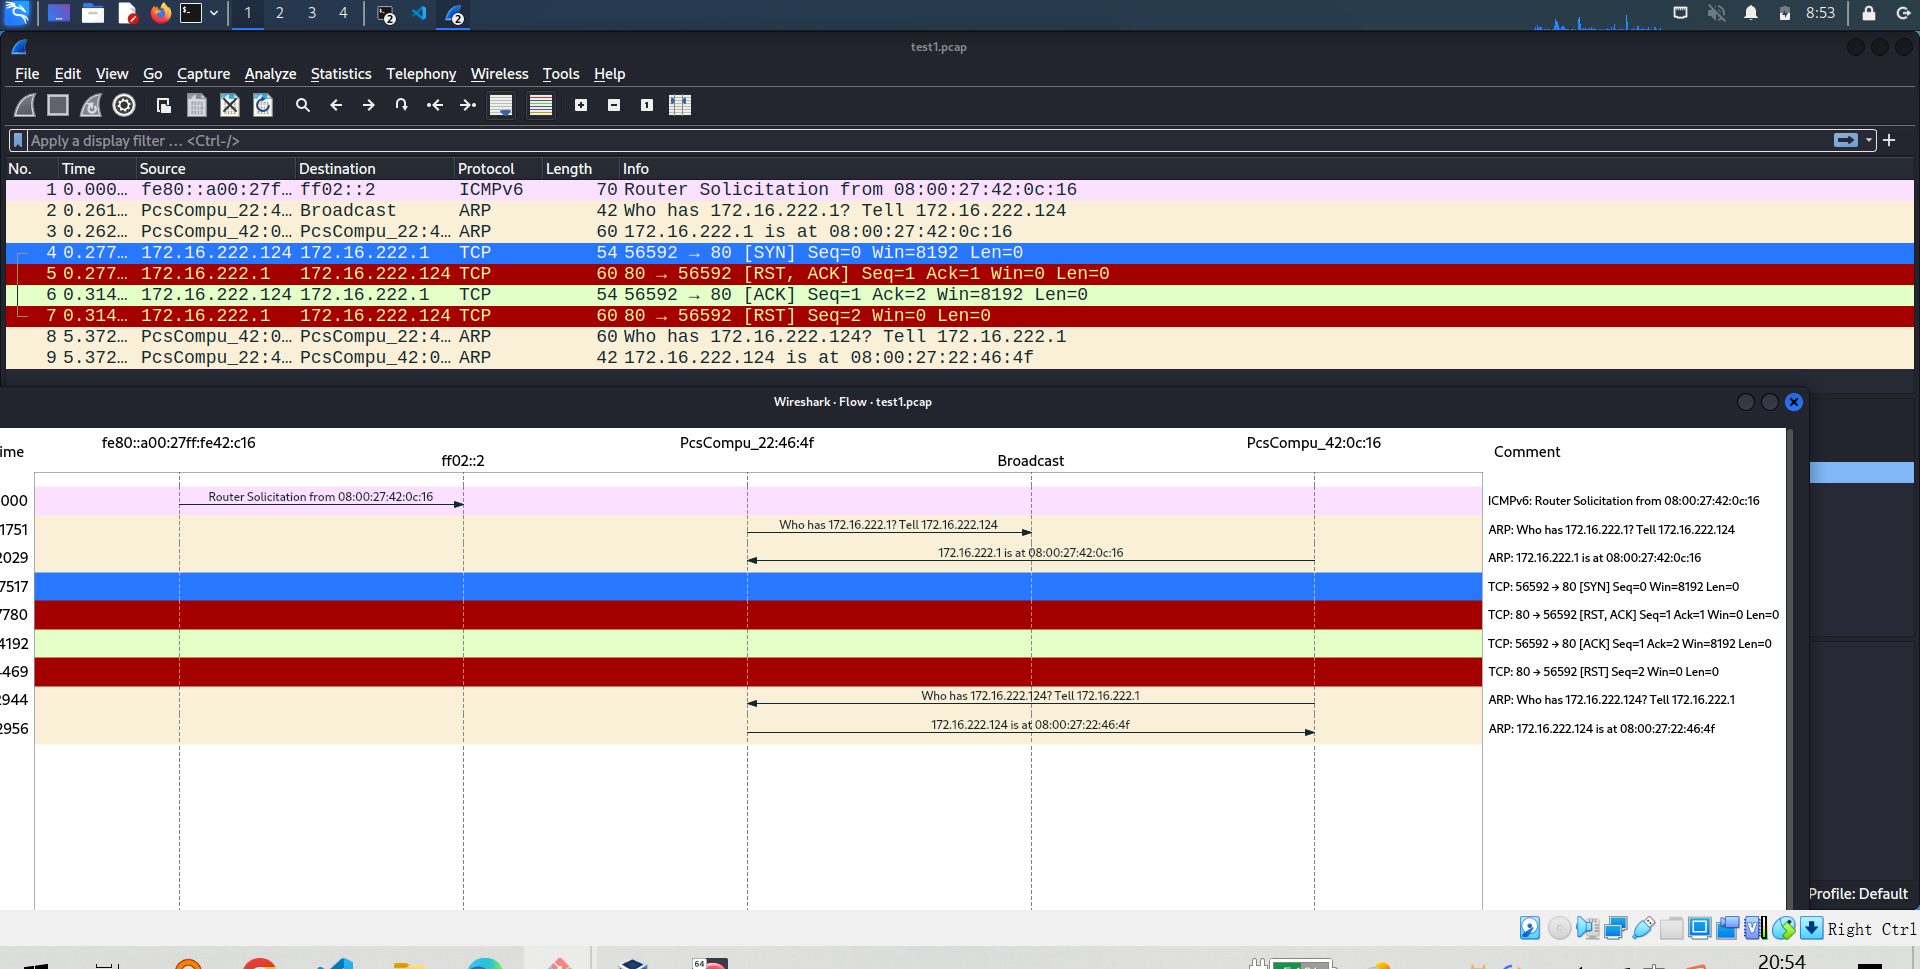 1 2 3 4 2 2 8:53
test1.pcap
File Edit View Go Capture Analyze Statistics Telephony Wireless Tools Help
Apply a display filter … <Ctrl-/>
No. Time Source Destination Protocol Length Info
1 0.000… fe80::a00:27f… ff02::2 ICMPv6 70 Router Solicitation from 08:00:27:42:0c:16
2 0.261… PcsCompu_22:4… Broadcast ARP 42 Who has 172.16.222.1? Tell 172.16.222.124
3 0.262… PcsCompu_42:0… PcsCompu_22:4… ARP 60 172.16.222.1 is at 08:00:27:42:0c:16
4 0.277… 172.16.222.124 172.16.222.1 TCP 54 56592 → 80 [SYN] Seq=0 Win=8192 Len=0
5 0.277… 172.16.222.1 172.16.222.124 TCP 60 80 → 56592 [RST, ACK] Seq=1 Ack=1 Win=0 Len=0
6 0.314… 172.16.222.124 172.16.222.1 TCP 54 56592 → 80 [ACK] Seq=1 Ack=2 Win=8192 Len=0
7 0.314… 172.16.222.1 172.16.222.124 TCP 60 80 → 56592 [RST] Seq=2 Win=0 Len=0
8 5.372… PcsCompu_42:0… PcsCompu_22:4… ARP 60 Who has 172.16.222.124? Tell 172.16.222.1
9 5.372… PcsCompu_22:4… PcsCompu_42:0… ARP 42 172.16.222.124 is at 08:00:27:22:46:4f
Wireshark · Flow · test1.pcap
ime fe80::a00:27ff:fe42:c16 ff02::2 PcsCompu_22:46:4f Broadcast PcsCompu_42:0c:16 Comment
000 Router Solicitation from 08:00:27:42:0c:16 ICMPv6: Router Solicitation from 08:00:27:42:0c:16
1751 Who has 172.16.222.1? Tell 172.16.222.124 ARP: Who has 172.16.222.1? Tell 172.16.222.124
2029 172.16.222.1 is at 08:00:27:42:0c:16 ARP: 172.16.222.1 is at 08:00:27:42:0c:16
7517 TCP: 56592 → 80 [SYN] Seq=0 Win=8192 Len=0
7780 TCP: 80 → 56592 [RST, ACK] Seq=1 Ack=1 Win=0 Len=0
4192 TCP: 56592 → 80 [ACK] Seq=1 Ack=2 Win=8192 Len=0
469 TCP: 80 → 56592 [RST] Seq=2 Win=0 Len=0
2944 Who has 172.16.222.124? Tell 172.16.222.1 ARP: Who has 172.16.222.124? Tell 172.16.222.1
2956 172.16.222.124 is at 08:00:27:22:46:4f ARP: 172.16.222.124 is at 08:00:27:22:46:4f
Profile: Default
Right Ctrl
64 20:54